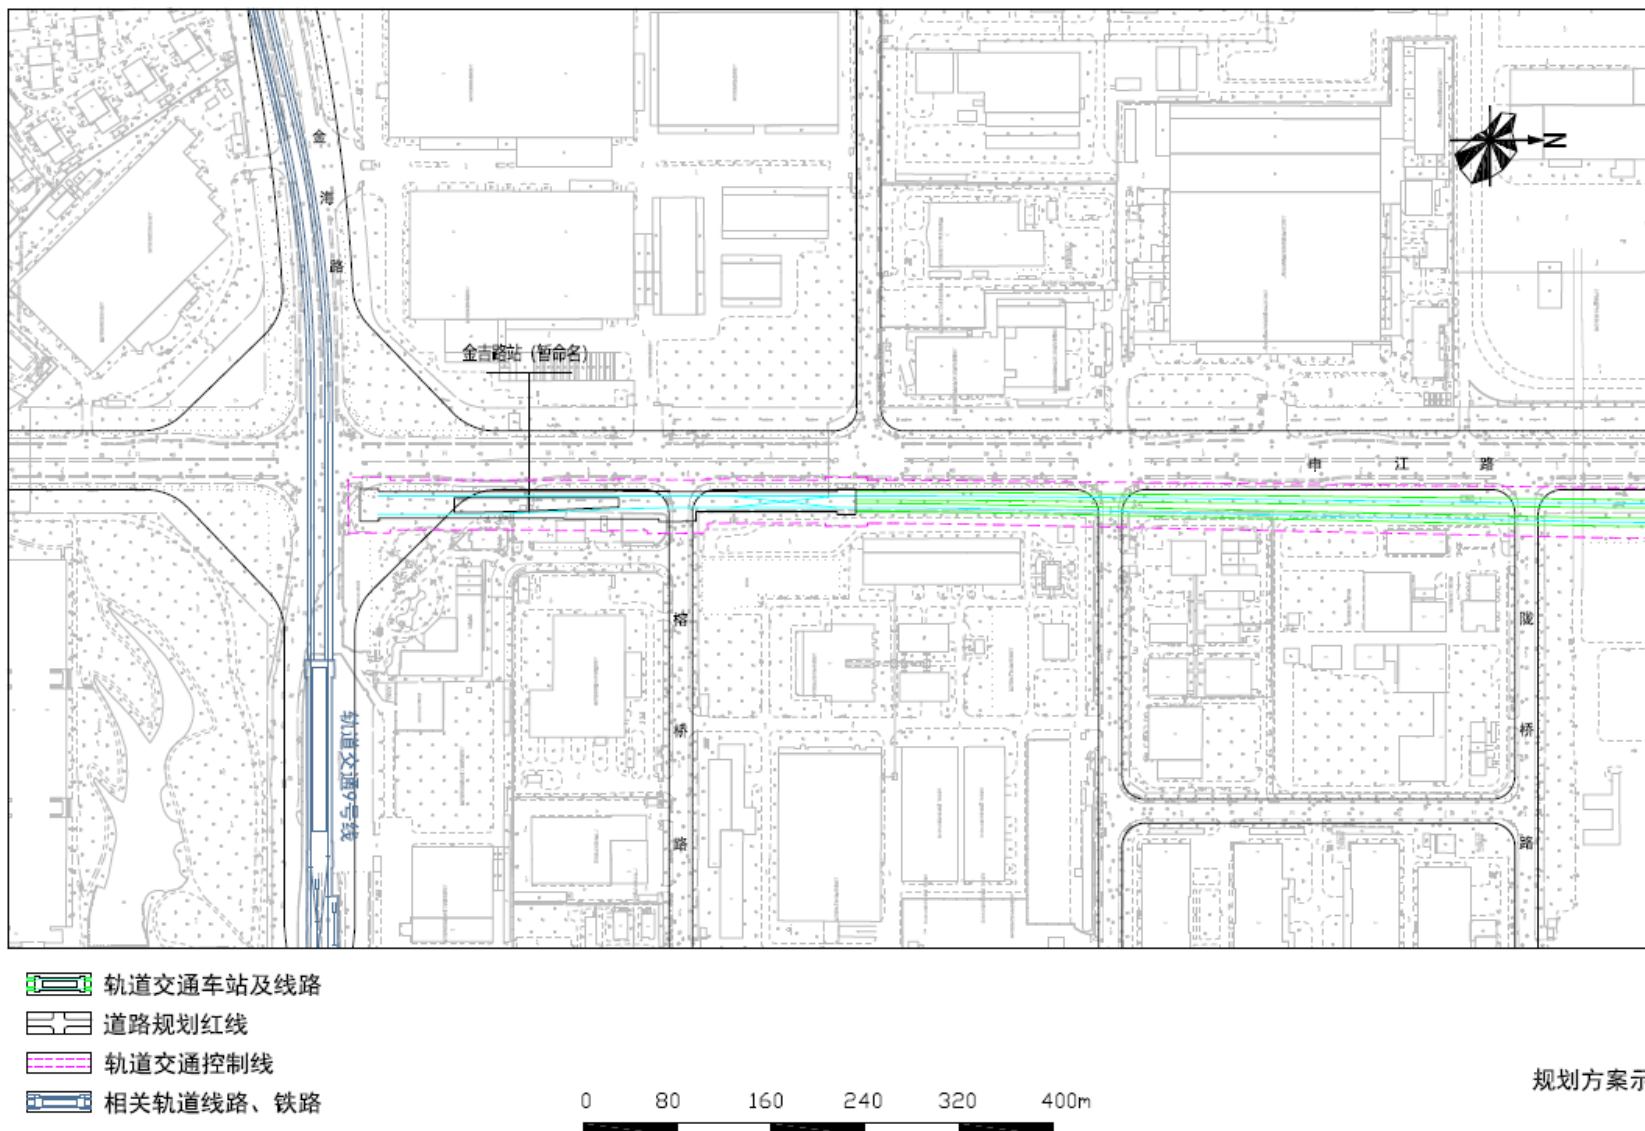 金海路
N
金吉路站（暂命名）
申江路
榕桥路
陇桥路
轨道交通9号线
轨道交通车站及线路
道路规划红线
轨道交通控制线
相关轨道线路、铁路
规划方案示
0 80 160 240 320 400m